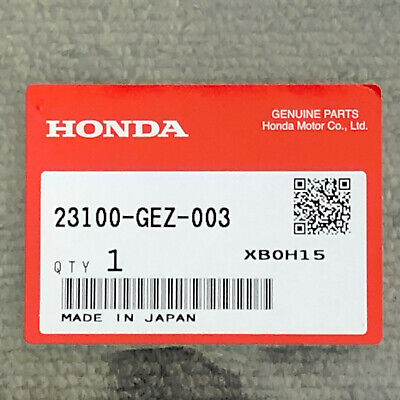 HONDA
GENUINE PARTS
Honda Motor Co., Ltd.
23100-GEZ-003
QTY 1
XB0H15
MADE IN JAPAN